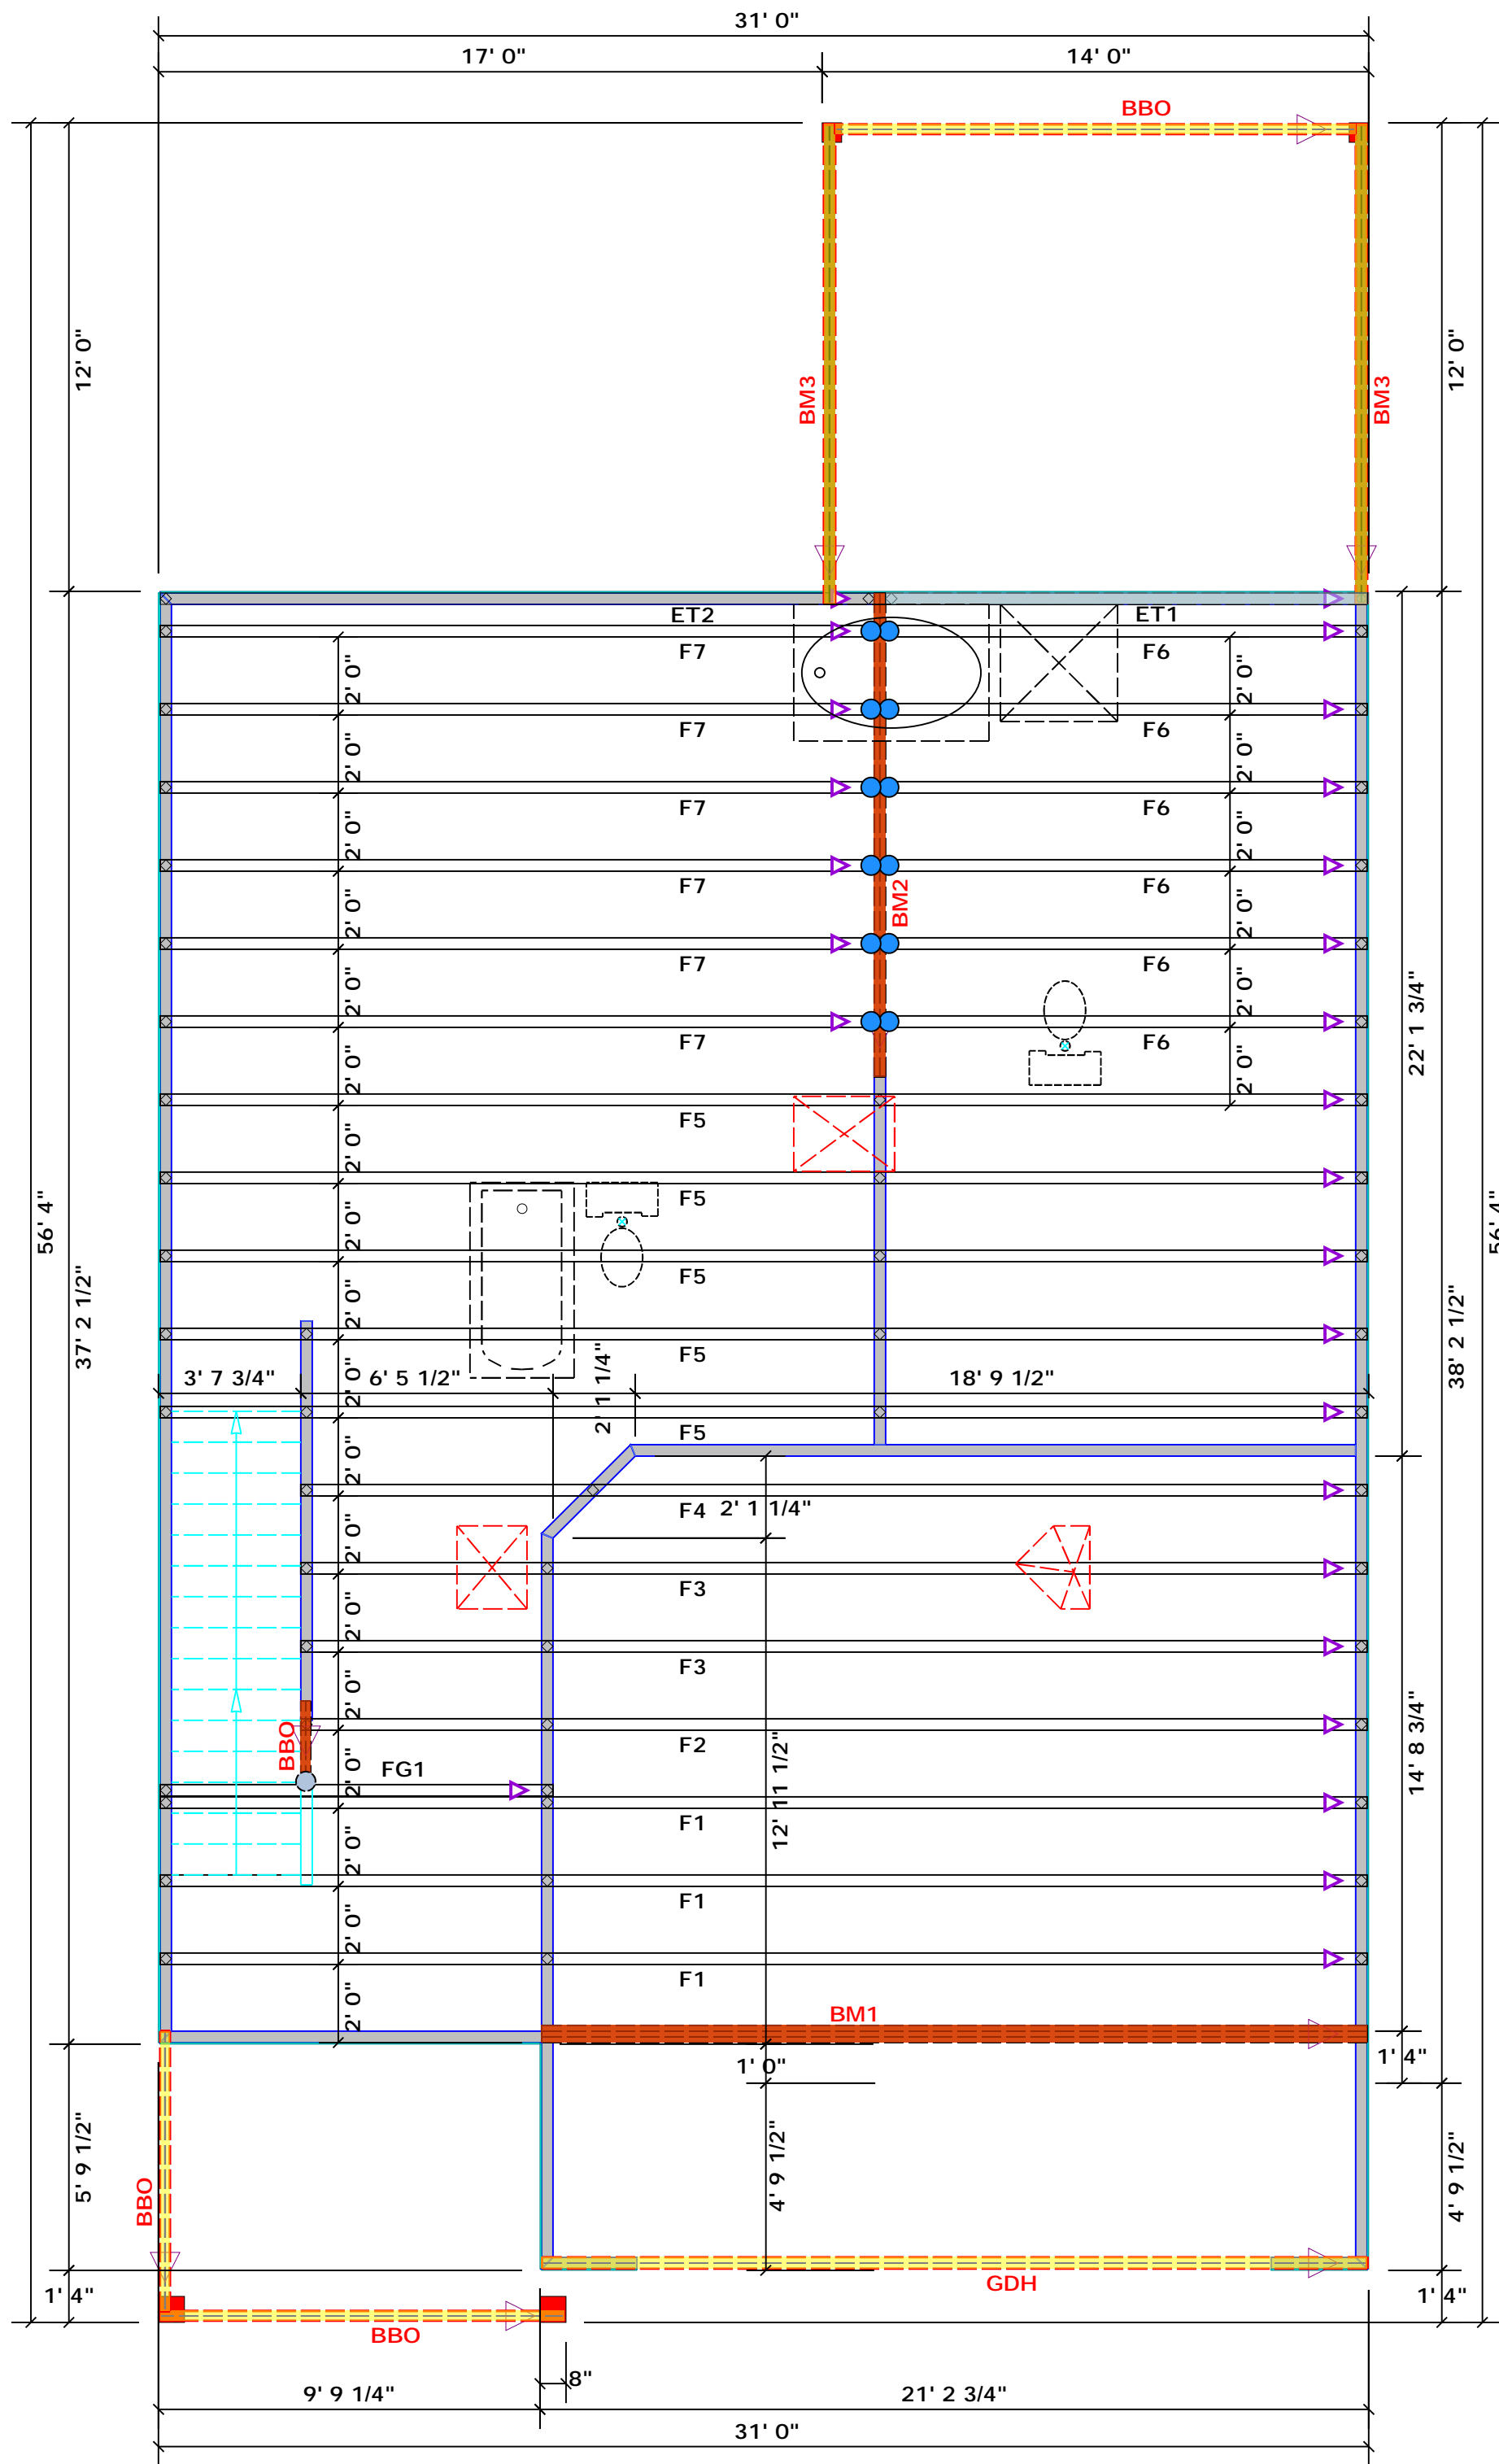 31' 0"
17' 0"
14' 0"
BBO
12' 0"
BM3
BM3
12' 0"
ET2
ET1
F7
F6
2' 0"
2' 0"
F7
F6
2' 0"
2' 0"
F7
F6
2' 0"
2' 0"
F7
F6
BM2
2' 0"
2' 0"
F7
F6
2' 0"
2' 0"
22' 1 3/4"
F7
F6
2' 0"
2' 0"
F5
2' 0"
56' 4"
F5
56' 4"
2' 0"
F5
37' 2 1/2"
38' 2 1/2"
2' 0"
F5
3' 7 3/4"
6' 5 1/2"
2' 1 1/4"
18' 9 1/2"
2' 0"
F5
2' 0"
F4
2' 1 1/4"
2' 0"
F3
2' 0"
F3
2' 0"
14' 8 3/4"
BBO
F2
FG1
2' 0"
12' 11 1/2"
F1
2' 0"
F1
2' 0"
F1
2' 0"
BM1
1' 0"
1' 4"
5' 9 1/2"
BBO
4' 9 1/2"
4' 9 1/2"
GDH
1' 4"
1' 4"
BBO
8"
9' 9 1/4"
21' 2 3/4"
31' 0"